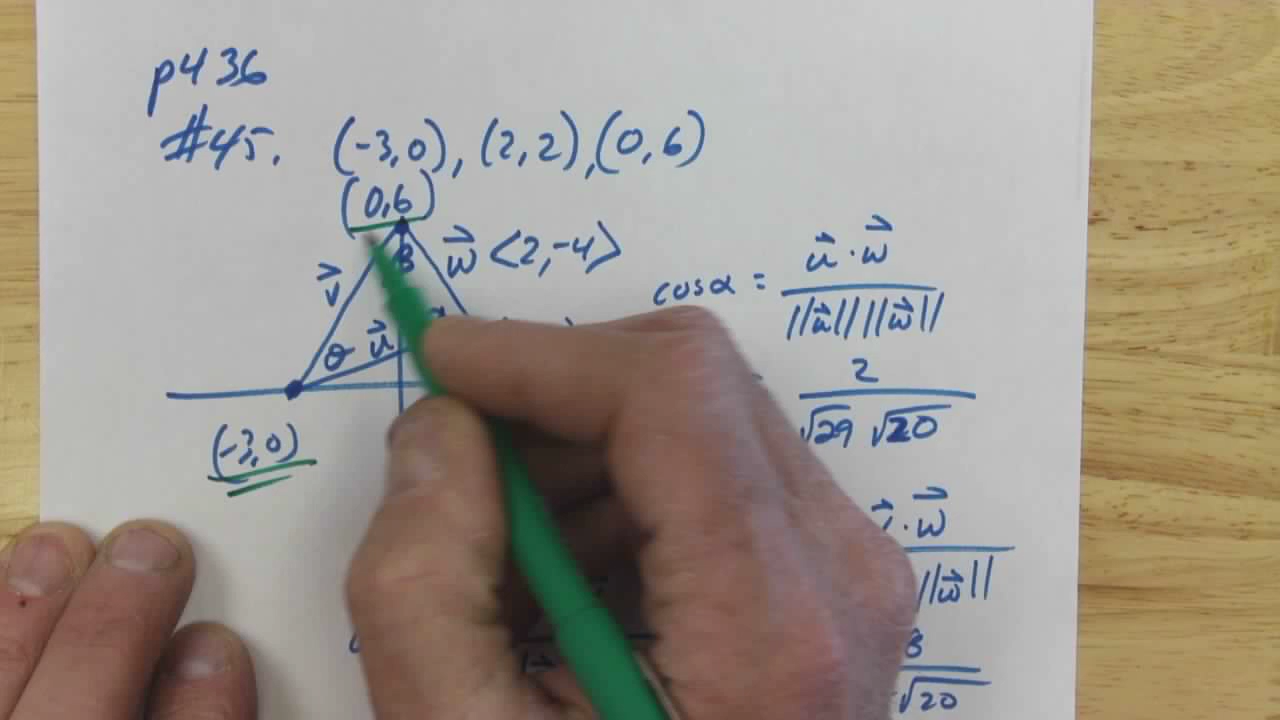 p436
#45. (-3,0), (2,2), (0,6)
(0,6)
β w⃗ <2,-4>
v⃗
θ u⃗
(-3,0)
cosα = u⃗ · w⃗
||u⃗|| ||w⃗||
2
√29 √20
· w⃗
||w⃗||
8
√20